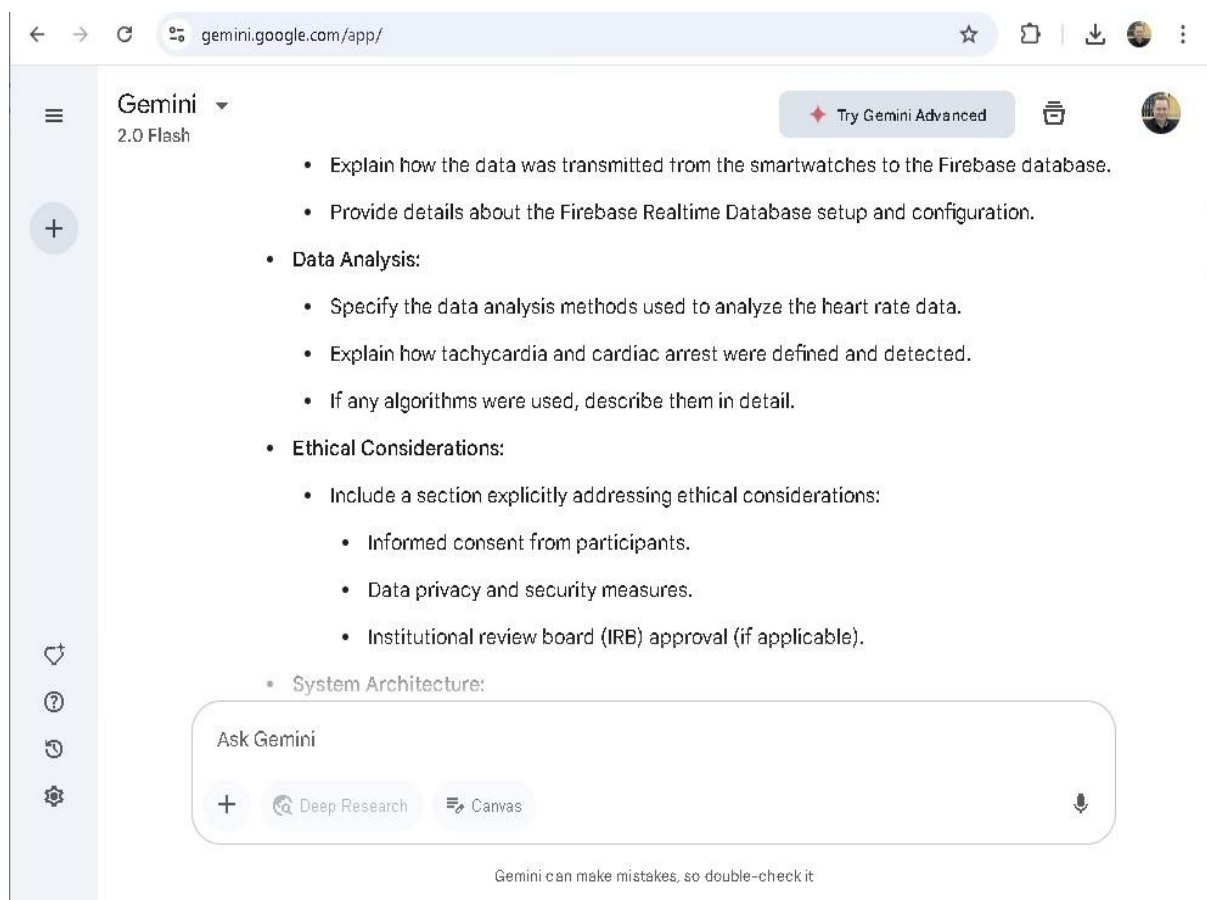 gemini.google.com/app/
Gemini
2.0 Flash
Try Gemini Advanced
• Explain how the data was transmitted from the smartwatches to the Firebase database.
• Provide details about the Firebase Realtime Database setup and configuration.
• Data Analysis:
• Specify the data analysis methods used to analyze the heart rate data.
• Explain how tachycardia and cardiac arrest were defined and detected.
• If any algorithms were used, describe them in detail.
• Ethical Considerations:
• Include a section explicitly addressing ethical considerations:
• Informed consent from participants.
• Data privacy and security measures.
• Institutional review board (IRB) approval (if applicable).
• System Architecture:
Ask Gemini
Deep Research
Canvas
Gemini can make mistakes, so double-check it